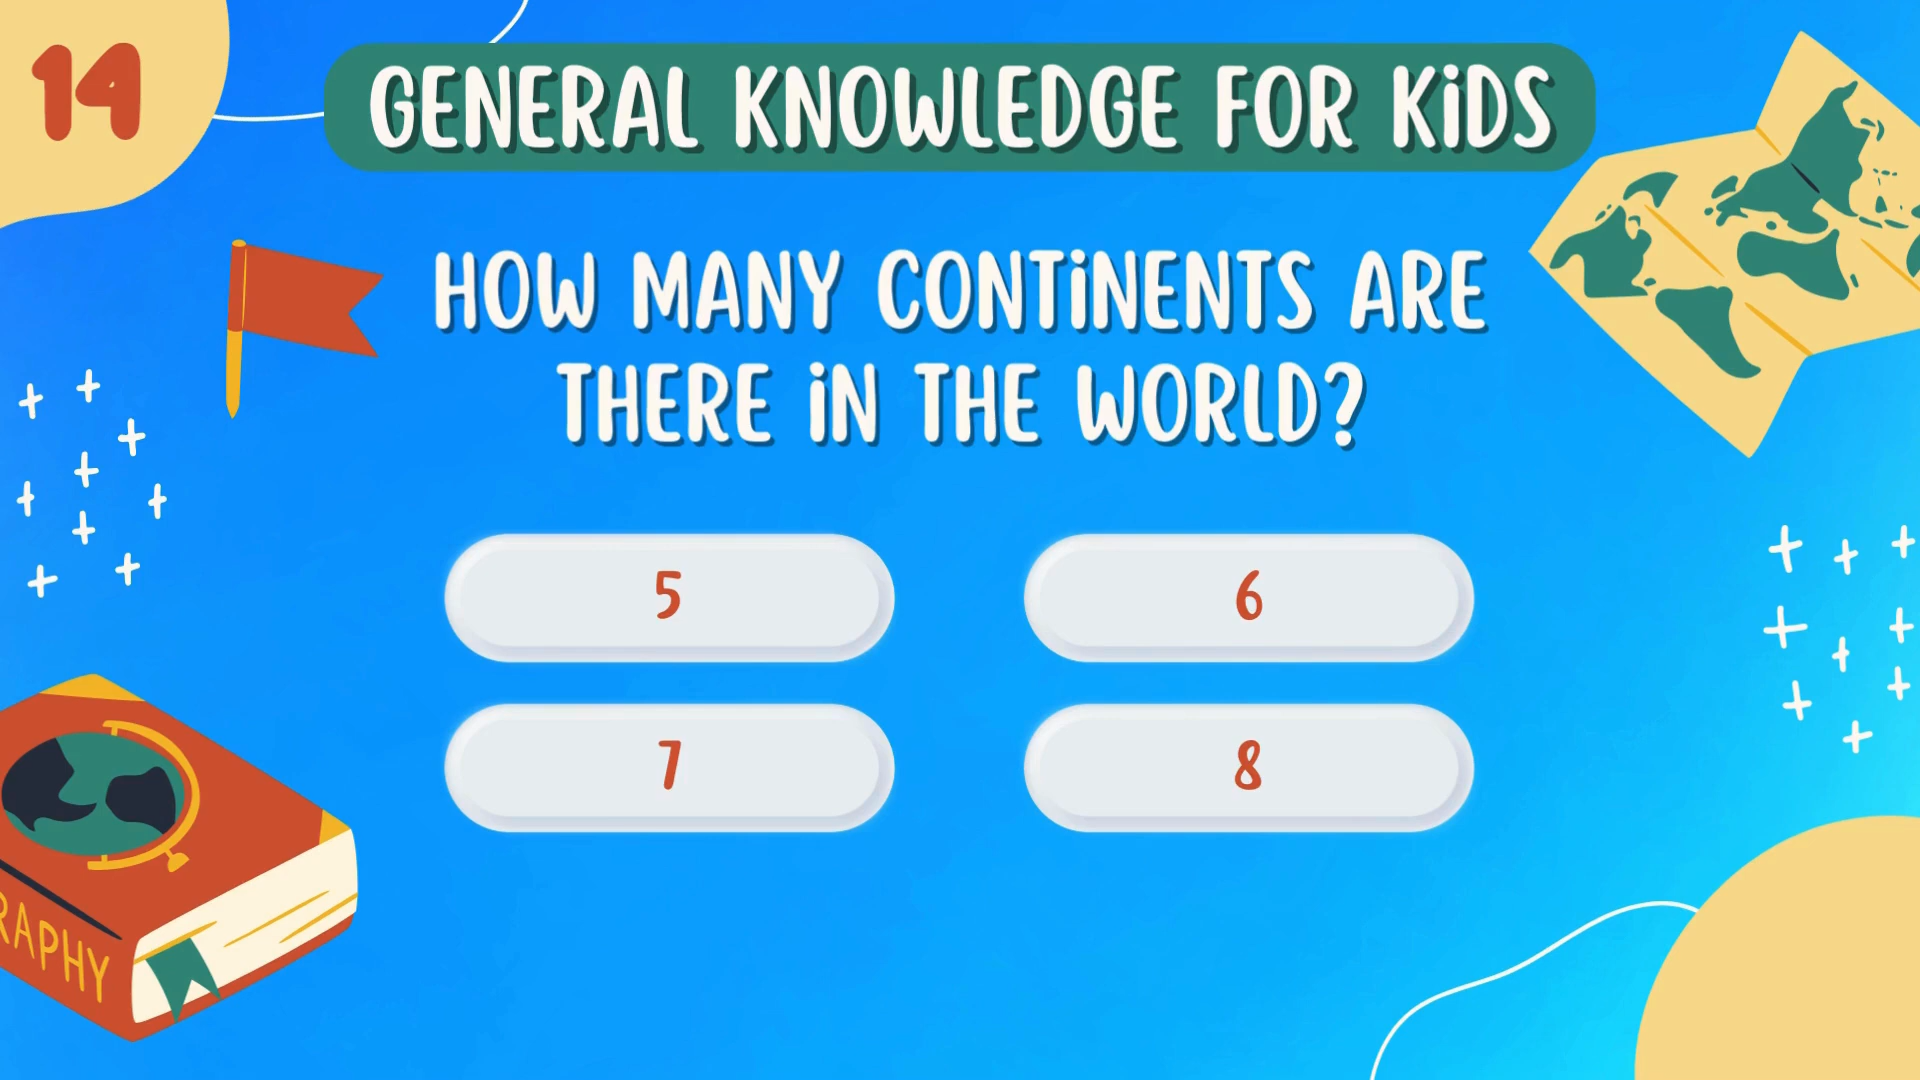 14
GENERAL KNOWLEDGE FOR KiDS
HOW MANY CONTiNENTS ARE
THERE iN THE WORLD?
5
6
7
8
RAPHY